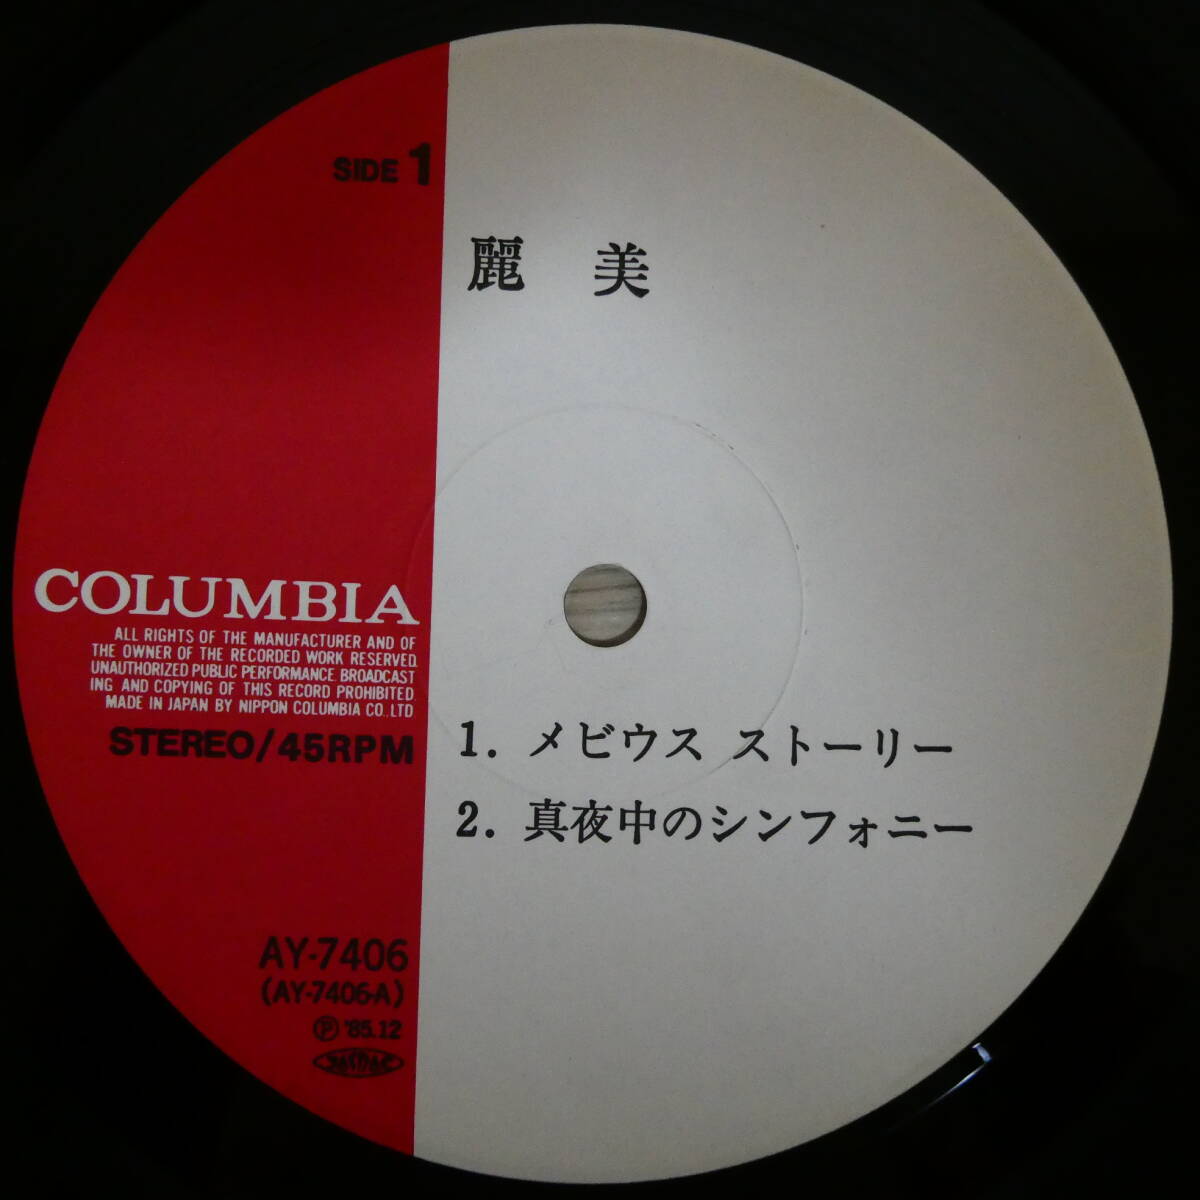 SIDE 1
麗 美
COLUMBIA
ALL RIGHTS OF THE MANUFACTURER AND OF
THE OWNER OF THE RECORDED WORK RESERVED.
UNAUTHORIZED PUBLIC PERFORMANCE. BROADCAST
ING AND COPYING OF THIS RECORD PROHIBITED.
MADE IN JAPAN BY NIPPON COLUMBIA CO., LTD.
STEREO/45RPM
1. メビウス ストーリー
2. 真夜中のシンフォニー
AY-7406
(AY-7406-A)
Ⓟ '85.12
JASRAC